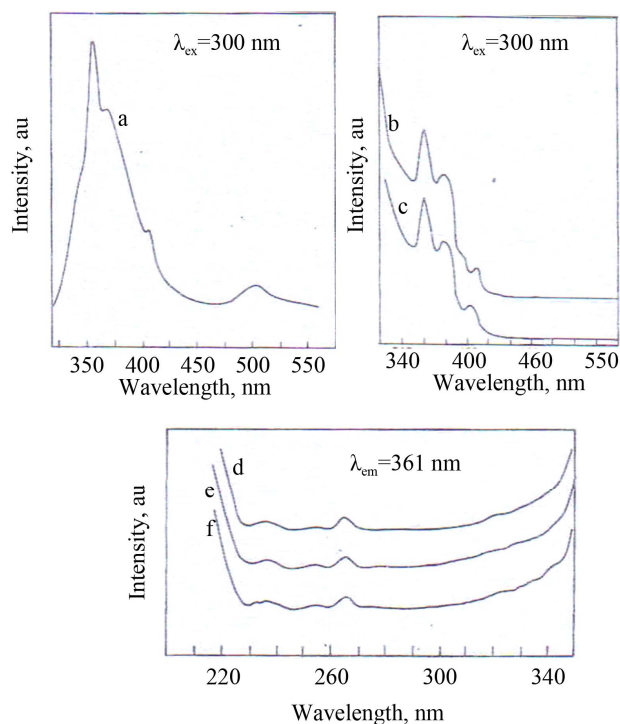 λex=300 nm
a
Intensity, au
350 400 450 500 550
Wavelength, nm
λex=300 nm
b
c
Intensity, au
340 400 460 550
Wavelength, nm
λem=361 nm
d
e
f
Intensity, au
220 260 300 340
Wavelength, nm